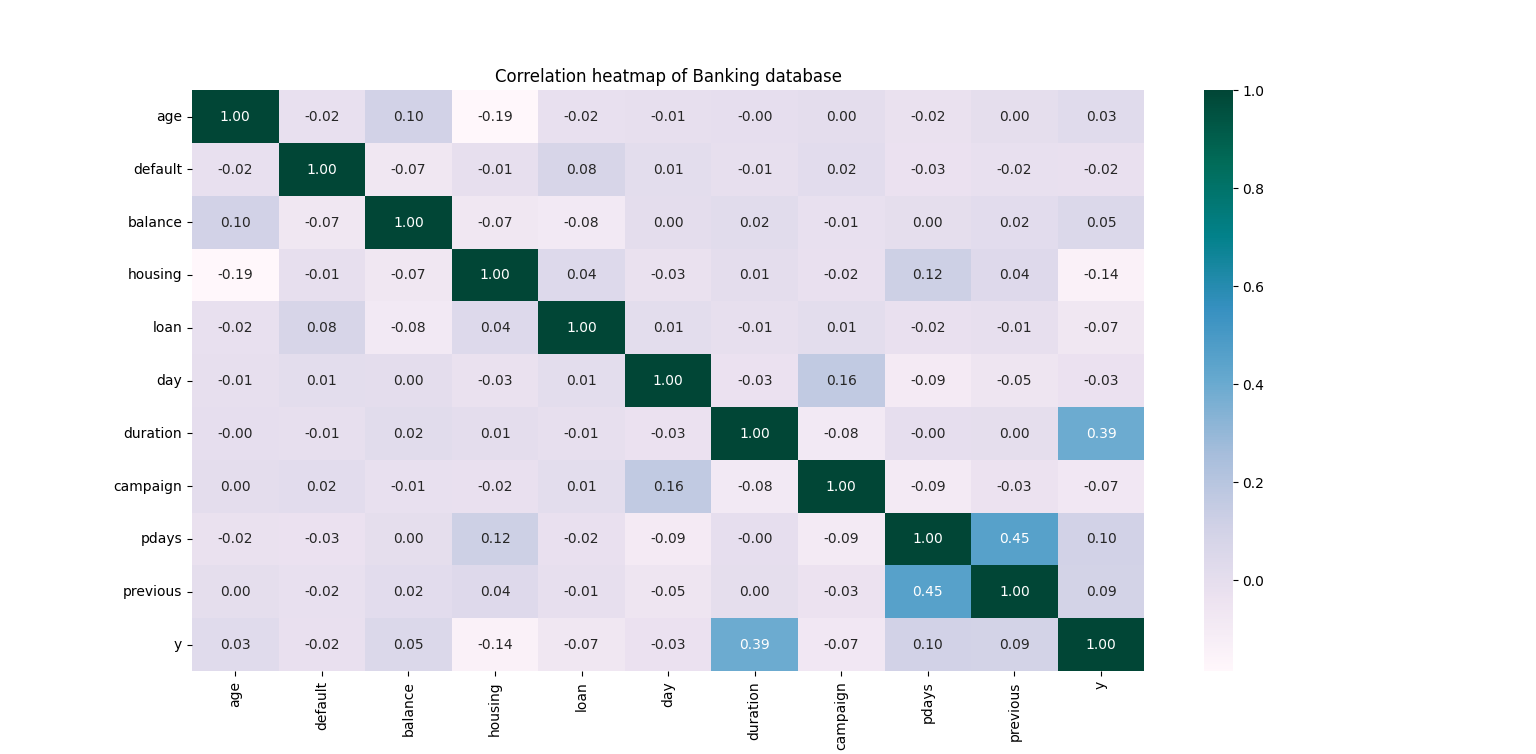 Correlation heatmap of Banking database
age 1.00 -0.02 0.10 -0.19 -0.02 -0.01 -0.00 0.00 -0.02 0.00 0.03
default -0.02 1.00 -0.07 -0.01 0.08 0.01 -0.01 0.02 -0.03 -0.02 -0.02
balance 0.10 -0.07 1.00 -0.07 -0.08 0.00 0.02 -0.01 0.00 0.02 0.05
housing -0.19 -0.01 -0.07 1.00 0.04 -0.03 0.01 -0.02 0.12 0.04 -0.14
loan -0.02 0.08 -0.08 0.04 1.00 0.01 -0.01 0.01 -0.02 -0.01 -0.07
day -0.01 0.01 0.00 -0.03 0.01 1.00 -0.03 0.16 -0.09 -0.05 -0.03
duration -0.00 -0.01 0.02 0.01 -0.01 -0.03 1.00 -0.08 -0.00 0.00 0.39
campaign 0.00 0.02 -0.01 -0.02 0.01 0.16 -0.08 1.00 -0.09 -0.03 -0.07
pdays -0.02 -0.03 0.00 0.12 -0.02 -0.09 -0.00 -0.09 1.00 0.45 0.10
previous 0.00 -0.02 0.02 0.04 -0.01 -0.05 0.00 -0.03 0.45 1.00 0.09
y 0.03 -0.02 0.05 -0.14 -0.07 -0.03 0.39 -0.07 0.10 0.09 1.00
age default balance housing loan day duration campaign pdays previous y
1.0
0.8
0.6
0.4
0.2
0.0